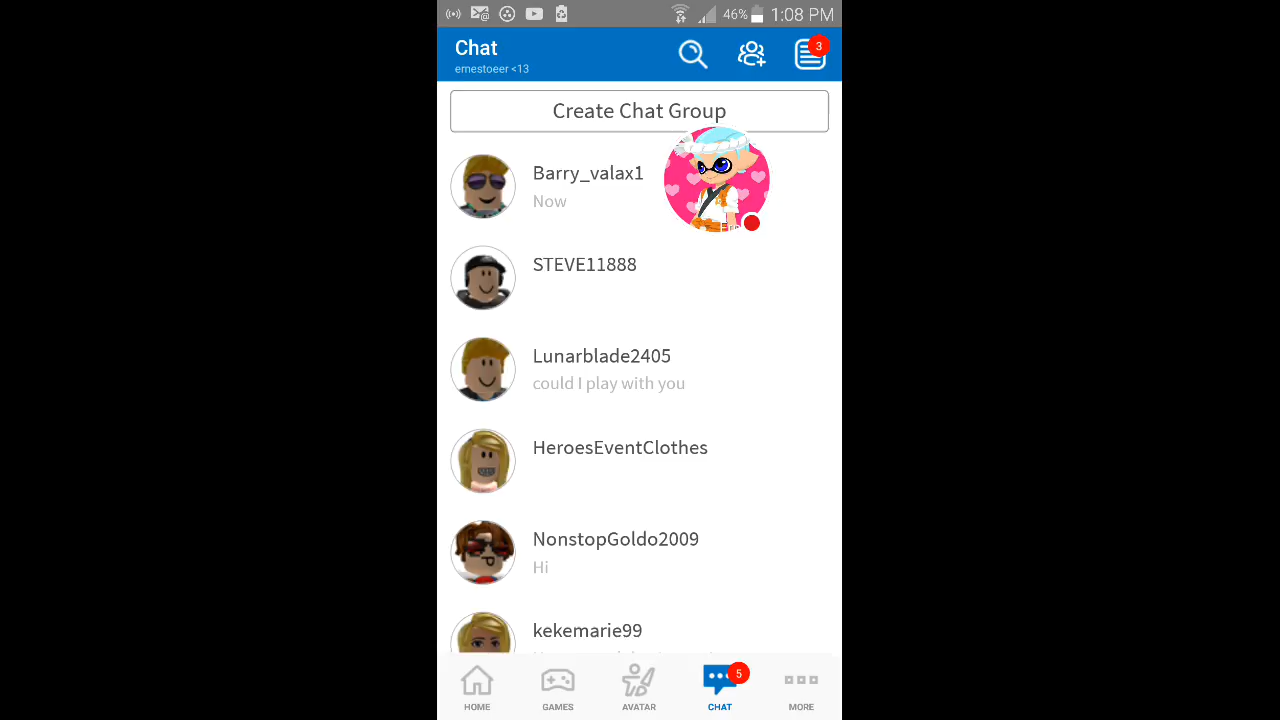 46% 1:08 PM
Chat
ernestoeer <13
3
Create Chat Group
Barry_valax1
Now
STEVE11888
Lunarblade2405
could I play with you
HeroesEventClothes
NonstopGoldo2009
Hi
kekemarie99
5
HOME GAMES AVATAR CHAT MORE